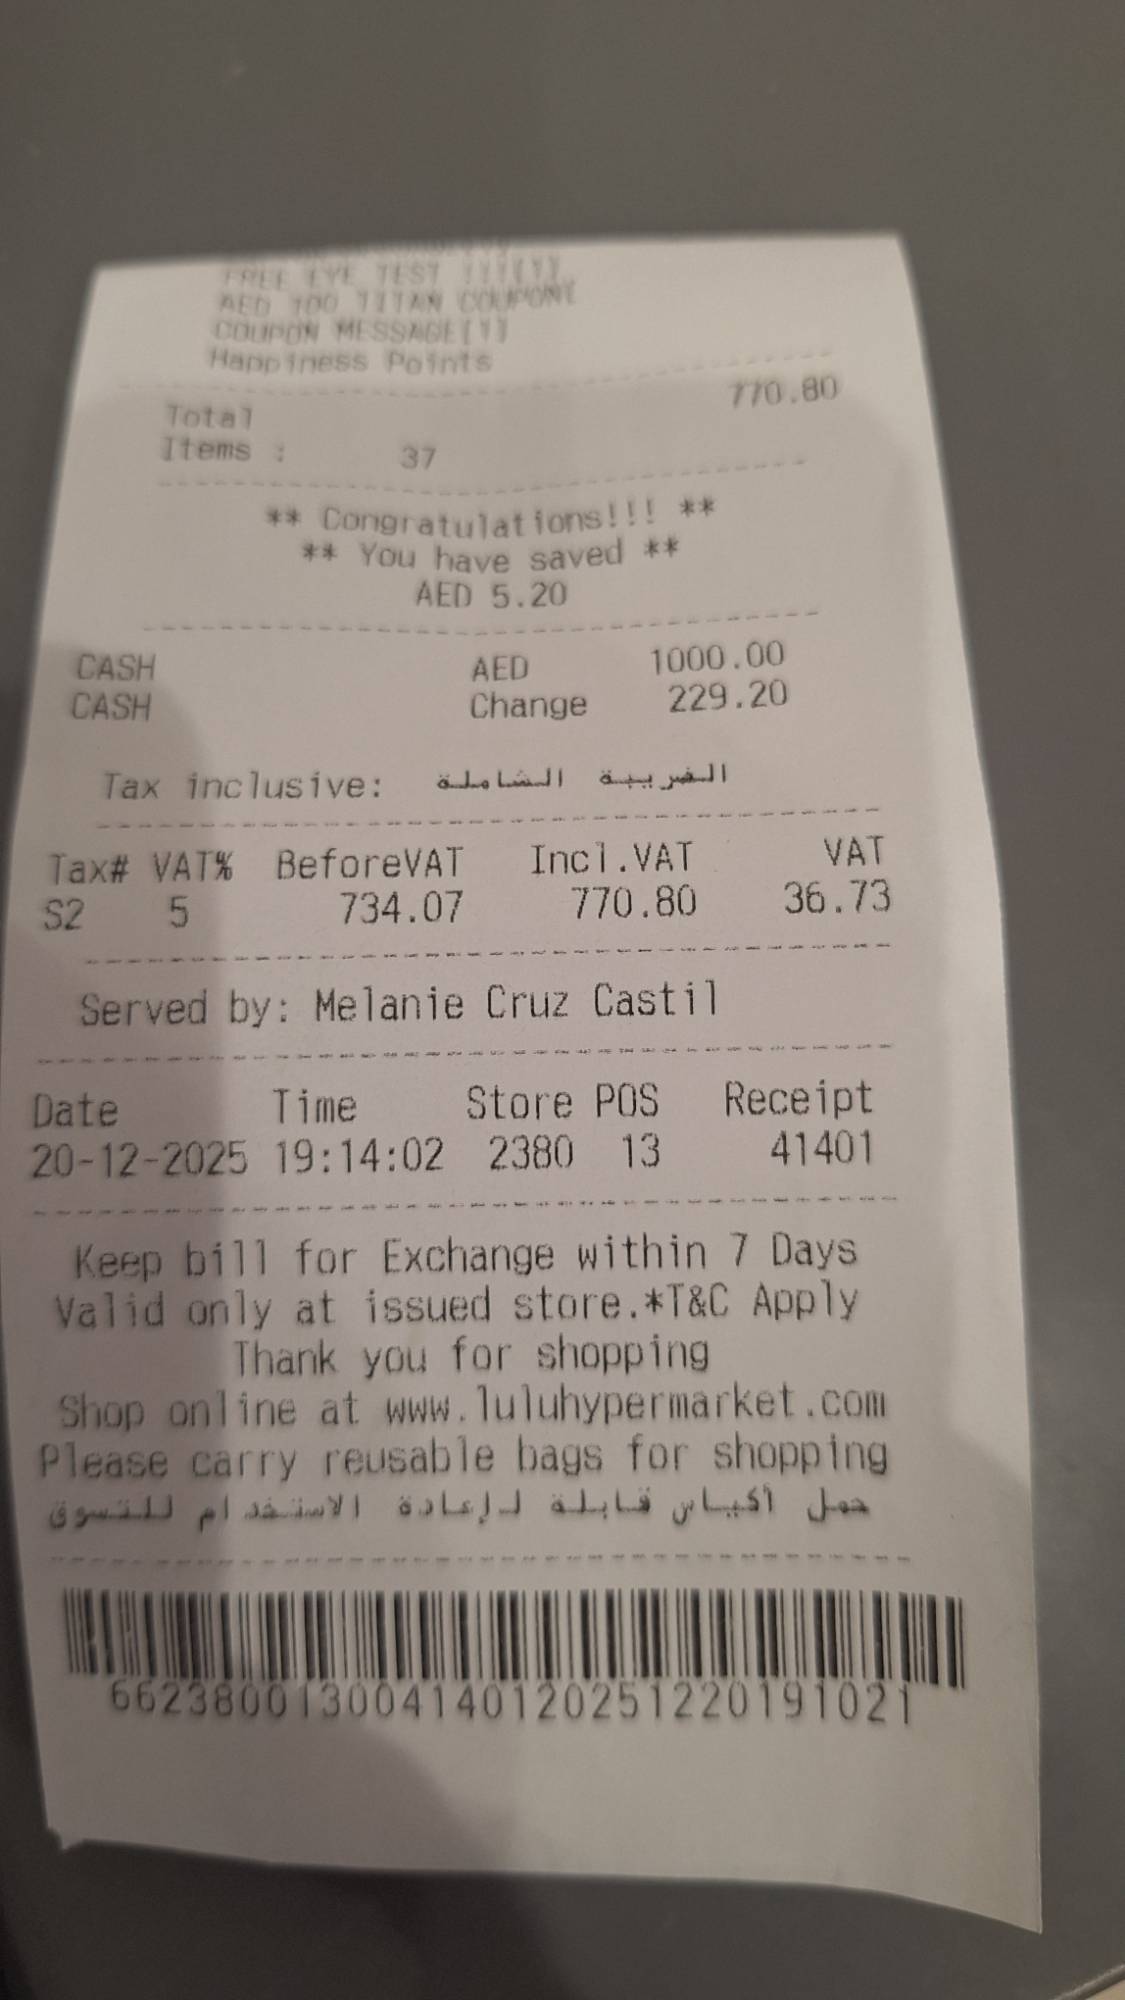 FREE EYE TEST
AED 100 TITAN COUPON
COUPON MESSAGE
Happiness Points
Total 770.80
Items : 37
** Congratulations!!! **
** You have saved **
AED 5.20
CASH AED 1000.00
CASH Change 229.20
Tax inclusive: الضريبة الشاملة
Tax# VAT% BeforeVAT Incl.VAT VAT
S2 5 734.07 770.80 36.73
Served by: Melanie Cruz Castil
Date Time Store POS Receipt
20-12-2025 19:14:02 2380 13 41401
Keep bill for Exchange within 7 Days
Valid only at issued store.*T&C Apply
Thank you for shopping
Shop online at www.luluhypermarket.com
Please carry reusable bags for shopping
حمل أكياس قابلة لإعادة الاستخدام للتسوق
662380013004140120251220191021